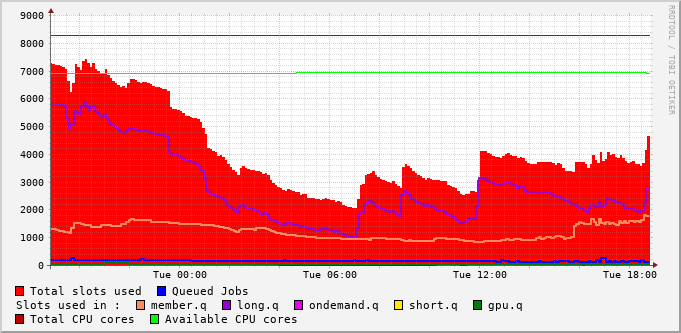 9000
8000
7000
6000
5000
4000
3000
2000
1000
0
Tue 00:00 Tue 06:00 Tue 12:00 Tue 18:00
RRDTOOL / TOBI OETIKER
Total slots used Queued Jobs
Slots used in : member.q long.q ondemand.q short.q gpu.q
Total CPU cores Available CPU cores